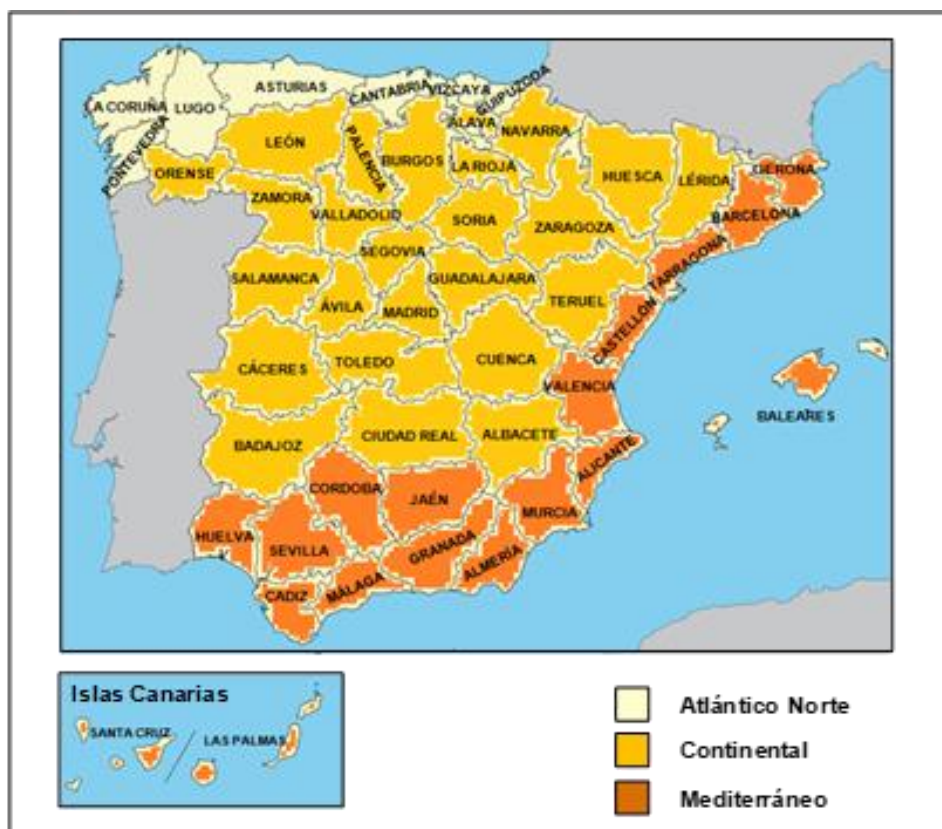 ASTURIAS
CANTABRIA
VIZCAYA
GUIPUZCOA
LA CORUÑA
LUGO
PONTEVEDRA
ORENSE
LEÓN
PALENCIA
BURGOS
ALAVA
NAVARRA
LA RIOJA
HUESCA
LÉRIDA
GERONA
BARCELONA
TARRAGONA
ZAMORA
VALLADOLID
SORIA
ZARAGOZA
SEGOVIA
SALAMANCA
ÁVILA
MADRID
GUADALAJARA
TERUEL
CASTELLÓN
CÁCERES
TOLEDO
CUENCA
VALENCIA
BALEARES
BADAJOZ
CIUDAD REAL
ALBACETE
ALICANTE
CORDOBA
JAÉN
MURCIA
HUELVA
SEVILLA
GRANADA
ALMERÍA
CADIZ
MÁLAGA
Islas Canarias
SANTA CRUZ
LAS PALMAS
Atlántico Norte
Continental
Mediterráneo